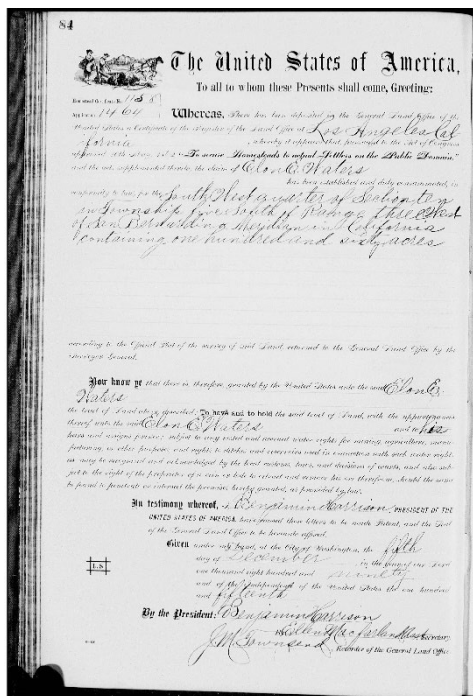 84
The United States of America,
To all to whom these Presents shall come, Greeting:
Homestead Certificate No. 1158
Application 1464
Whereas, There has been deposited in the General Land Office of the
United States a Certificate of the Register of the Land Office at Los Angeles Cal
ifornia, whereby it appears that, pursuant to the Act of Congress
approved 20th May, 1862, "To secure Homesteads to actual Settlers on the Public Domain,"
and the acts supplemental thereto, the claim of Elon E. Waters
has been established and duly consummated, in
conformity to law, for the South West quarter of Section ten
in Township five South of Range three West
of San Bernardino Meridian in California
containing one hundred and sixty acres
according to the Official Plat of the survey of said Land, returned to the General Land Office by the
Surveyor General.
Now know ye that there is therefore, granted by the United States unto the said Elon E.
Waters
the tract of Land above described: To have and to hold the said tract of Land, with the appurtenances
thereof, unto the said Elon E. Waters and to his
heirs and assigns forever; subject to any vested and accrued water rights for mining, agricultural, manu-
facturing, or other purposes, and rights to ditches and reservoirs used in connection with such water rights,
as may be recognized and acknowledged by the local customs, laws, and decisions of courts, and also sub-
ject to the right of the proprietor of a vein or lode to extract and remove his ore therefrom, should the same
be found to penetrate or intersect the premises hereby granted, as provided by law.
In testimony whereof, I, Benjamin Harrison, PRESIDENT OF THE
UNITED STATES OF AMERICA, have caused these letters to be made Patent, and the Seal
of the General Land Office to be hereunto affixed.
Given under my hand, at the City of Washington, the fifth
day of December, in the year of our Lord
one thousand eight hundred and ninety
and of the Independence of the United States the one hundred
and fifteenth
L.S.
By the President: Benjamin Harrison
By Ellen Macfarland Asst. Secretary.
J. M. Townsend, Recorder of the General Land Office